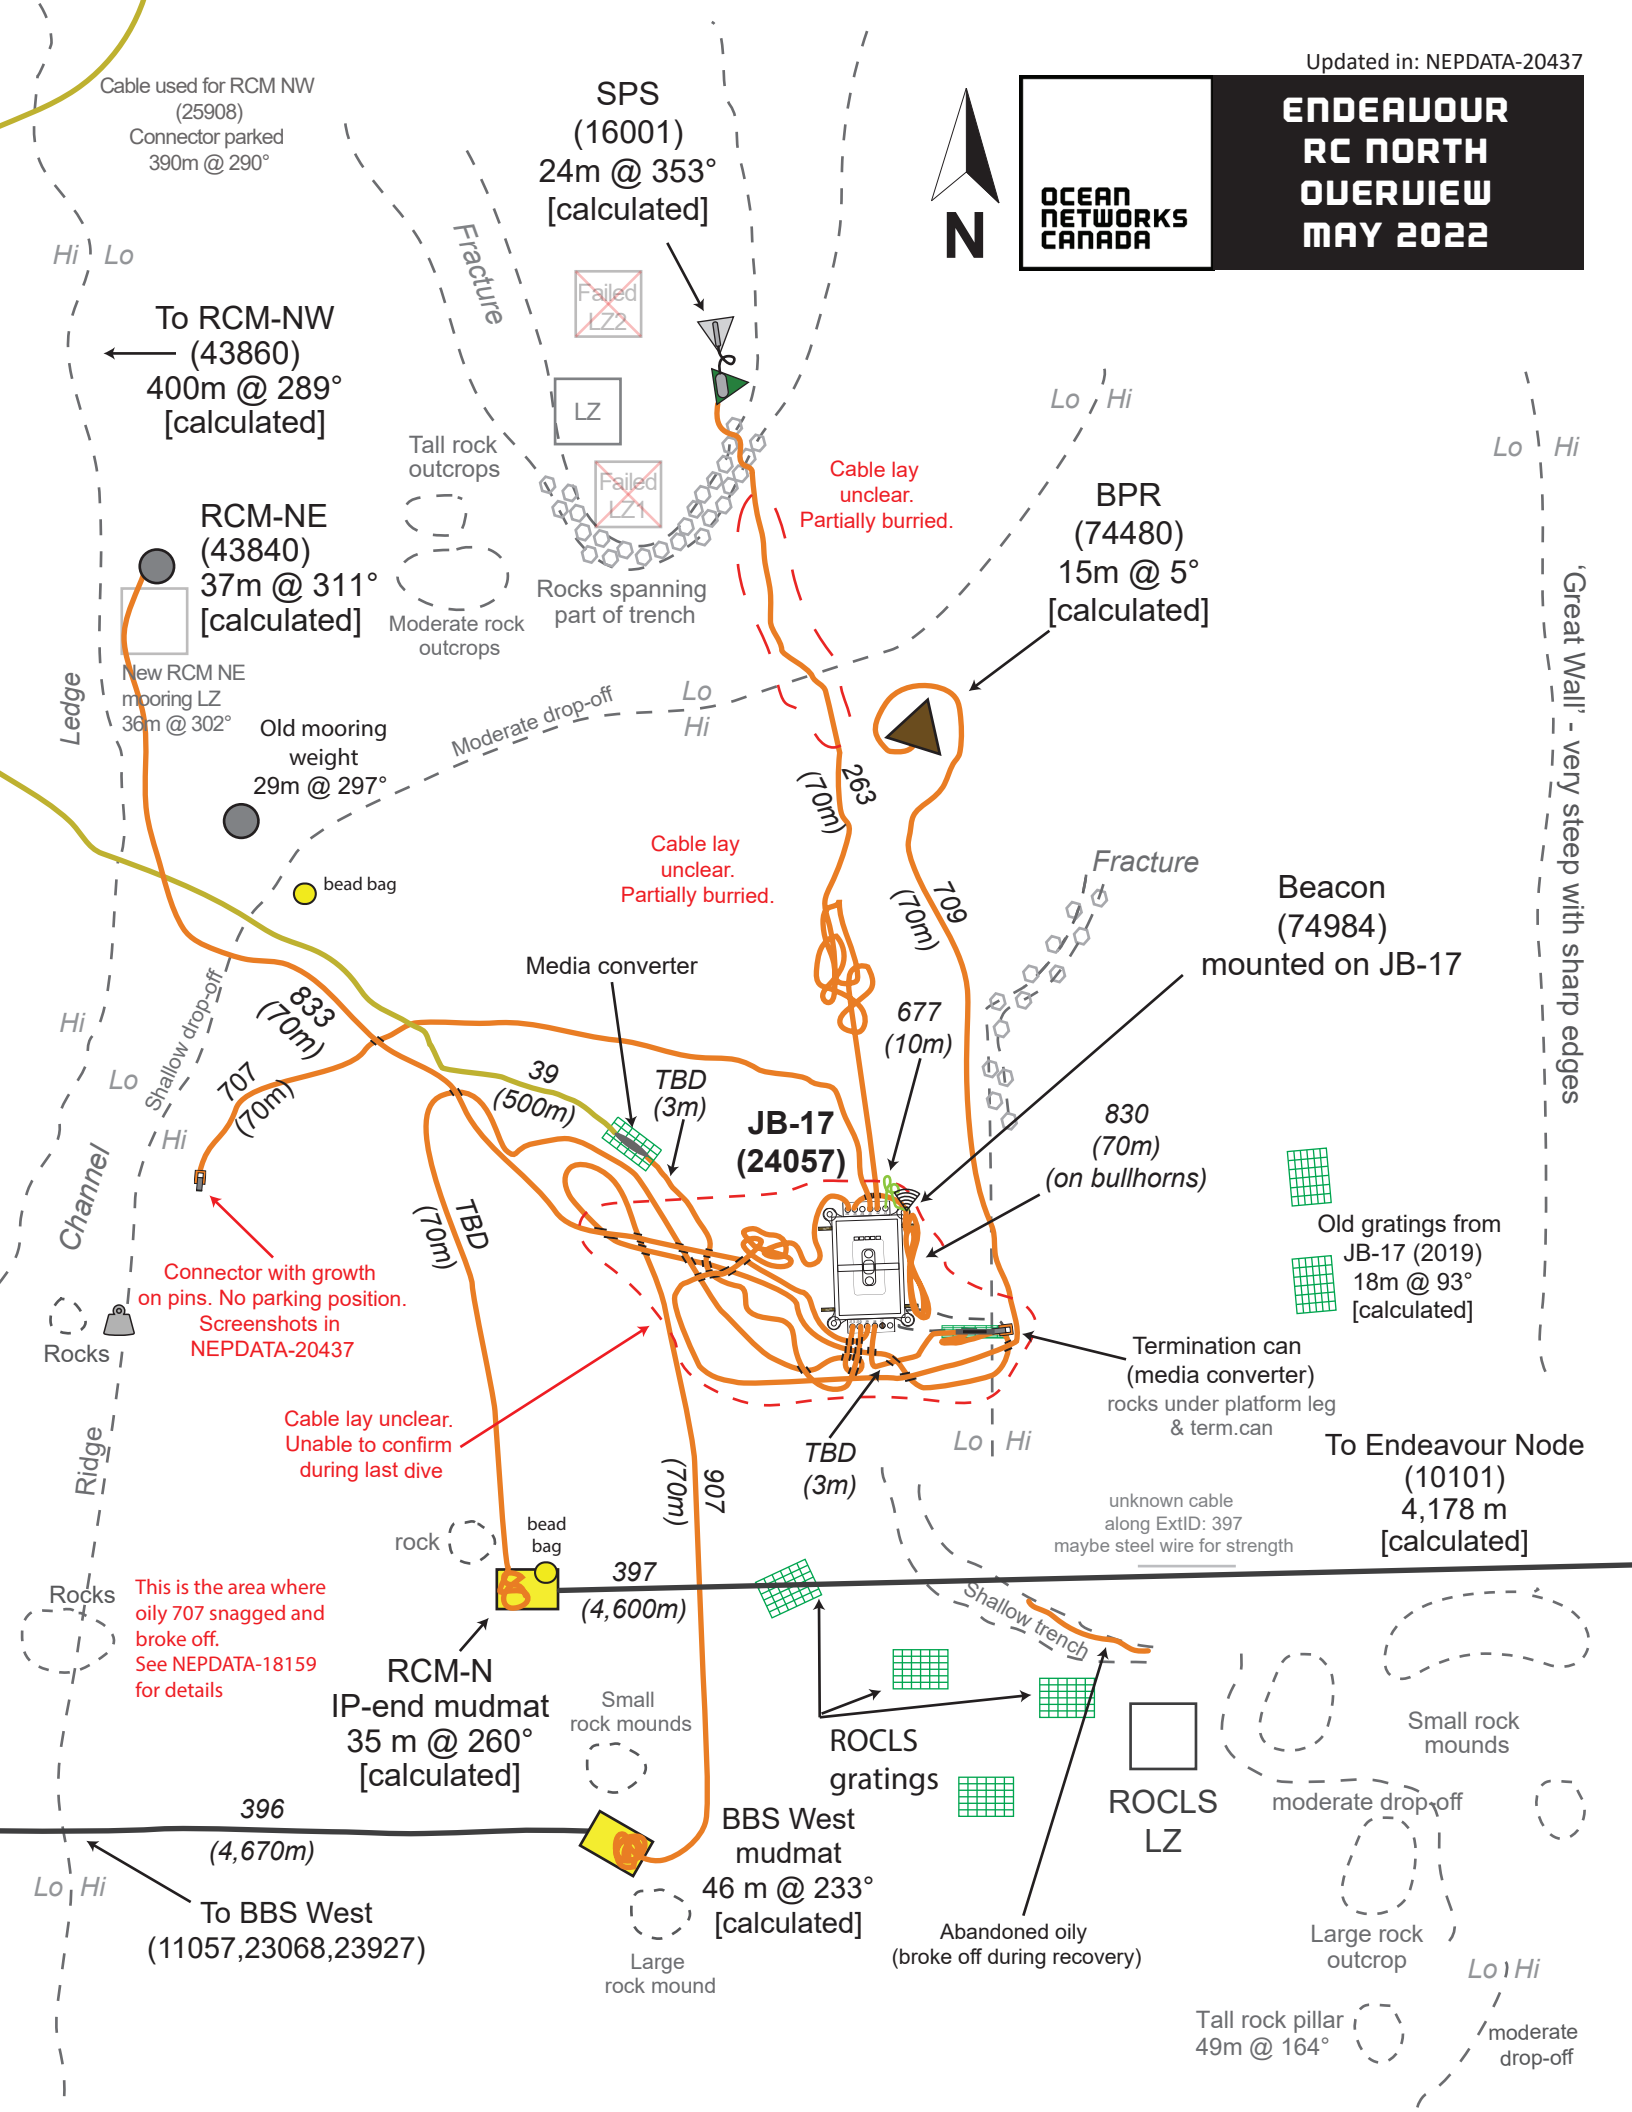 Updated in: NEPDATA-20437
ENDEAVOUR
RC NORTH
OVERVIEW
MAY 2022
OCEAN
NETWORKS
CANADA
N
Cable used for RCM NW
(25908)
Connector parked
390m @ 290°
SPS
(16001)
24m @ 353°
[calculated]
Hi Lo
Fracture
Failed
LZ2
To RCM-NW
(43860)
400m @ 289°
[calculated]
LZ
Lo Hi
Lo Hi
Tall rock
outcrops
Failed
LZ1
Cable lay
unclear.
Partially burried.
BPR
(74480)
15m @ 5°
[calculated]
RCM-NE
(43840)
37m @ 311°
[calculated]
Rocks spanning
part of trench
Moderate rock
outcrops
'Great Wall' - very steep with sharp edges
New RCM NE
mooring LZ
36m @ 302°
Ledge
Moderate drop-off
Lo
Hi
Old mooring
weight
29m @ 297°
263
(70m)
Cable lay
unclear.
Partially burried.
bead bag
709
(70m)
Fracture
Beacon
(74984)
mounted on JB-17
Media converter
833
(70m)
Hi
Lo
Shallow drop-off
Hi
677
(10m)
707
(70m)
39
(500m)
TBD
(3m)
JB-17
(24057)
830
(70m)
(on bullhorns)
Channel
TBD
(70m)
Old gratings from
JB-17 (2019)
18m @ 93°
[calculated]
Connector with growth
on pins. No parking position.
Screenshots in
NEPDATA-20437
Rocks
Termination can
(media converter)
rocks under platform leg
& term.can
Cable lay unclear.
Unable to confirm
during last dive
Ridge
Lo Hi
TBD
(3m)
907
(70m)
To Endeavour Node
(10101)
4,178 m
[calculated]
unknown cable
along ExtID: 397
maybe steel wire for strength
rock
bead
bag
397
(4,600m)
Rocks
This is the area where
oily 707 snagged and
broke off.
See NEPDATA-18159
for details
Shallow trench
RCM-N
IP-end mudmat
35 m @ 260°
[calculated]
Small
rock mounds
ROCLS
gratings
Small rock
mounds
ROCLS
LZ
moderate drop-off
396
(4,670m)
BBS West
mudmat
46 m @ 233°
[calculated]
Lo Hi
To BBS West
(11057,23068,23927)
Abandoned oily
(broke off during recovery)
Large
rock mound
Large rock
outcrop
Lo Hi
Tall rock pillar
49m @ 164°
moderate
drop-off